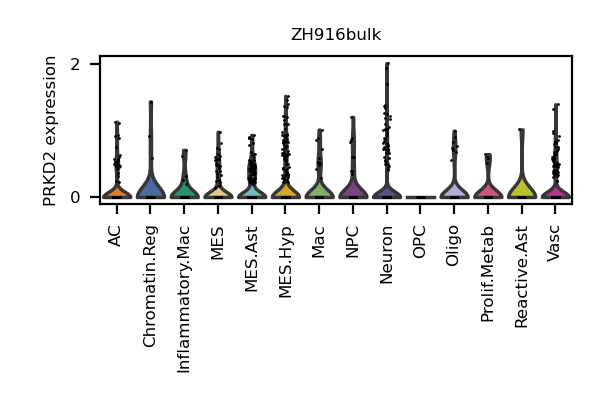 ZH916bulk
PRKD2 expression
2
0
AC
Chromatin.Reg
Inflammatory.Mac
MES
MES.Ast
MES.Hyp
Mac
NPC
Neuron
OPC
Oligo
Prolif.Metab
Reactive.Ast
Vasc